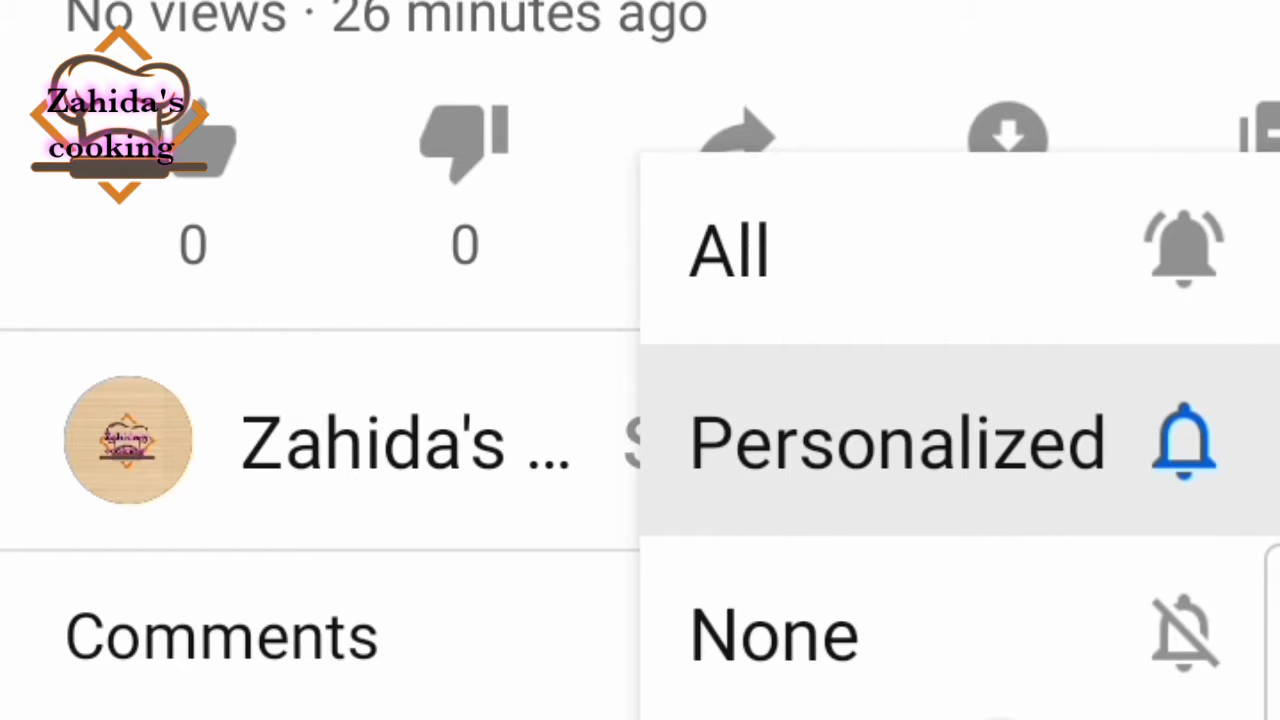 No views · 26 minutes ago
Zahida's
cooking
0
0
All
Zahida's ...
Personalized
Comments
None